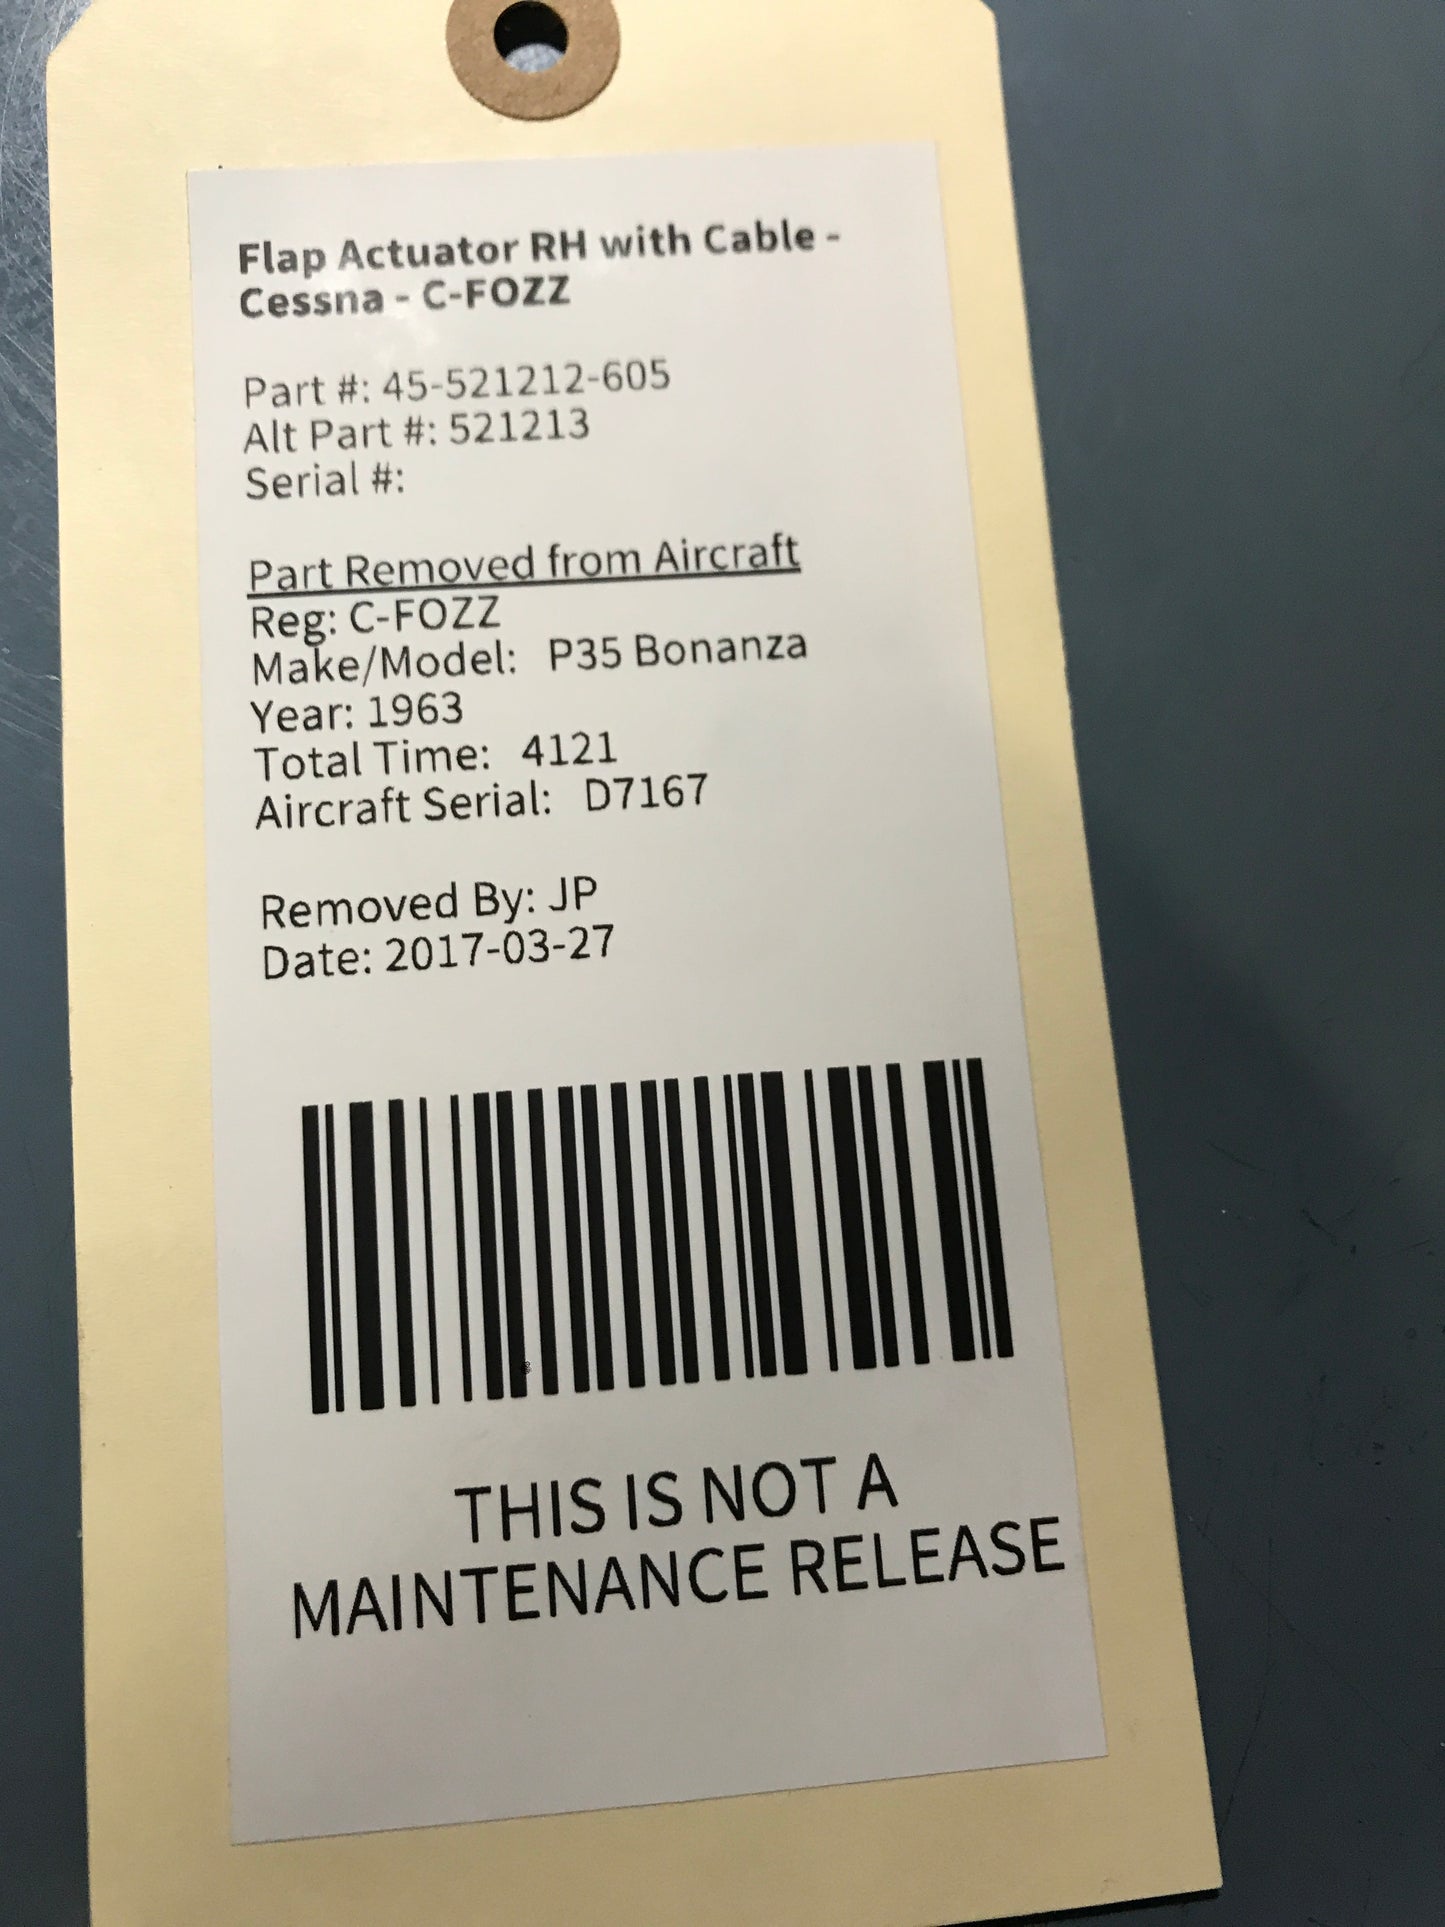 Flap Actuator RH with Cable -
Cessna - C-FOZZ
Part #: 45-521212-605
Alt Part #: 521213
Serial #:
Part Removed from Aircraft
Reg: C-FOZZ
Make/Model: P35 Bonanza
Year: 1963
Total Time: 4121
Aircraft Serial: D7167
Removed By: JP
Date: 2017-03-27
THIS IS NOT A
MAINTENANCE RELEASE